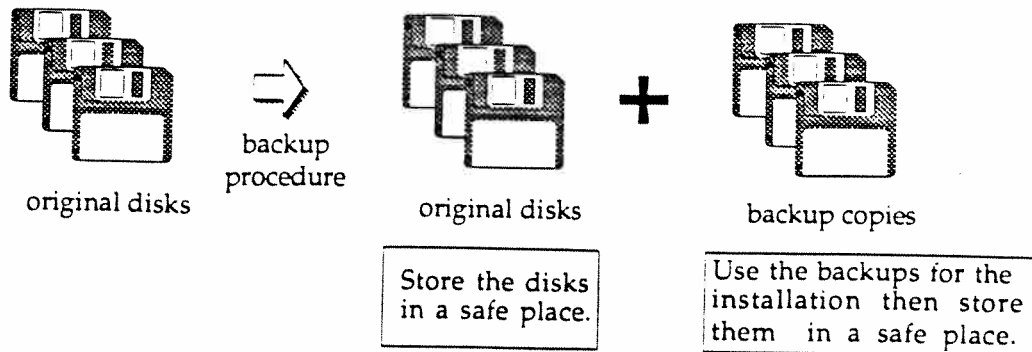 backup
procedure
original disks
original disks
backup copies
Store the disks
in a safe place.
Use the backups for the
installation then store
them in a safe place.